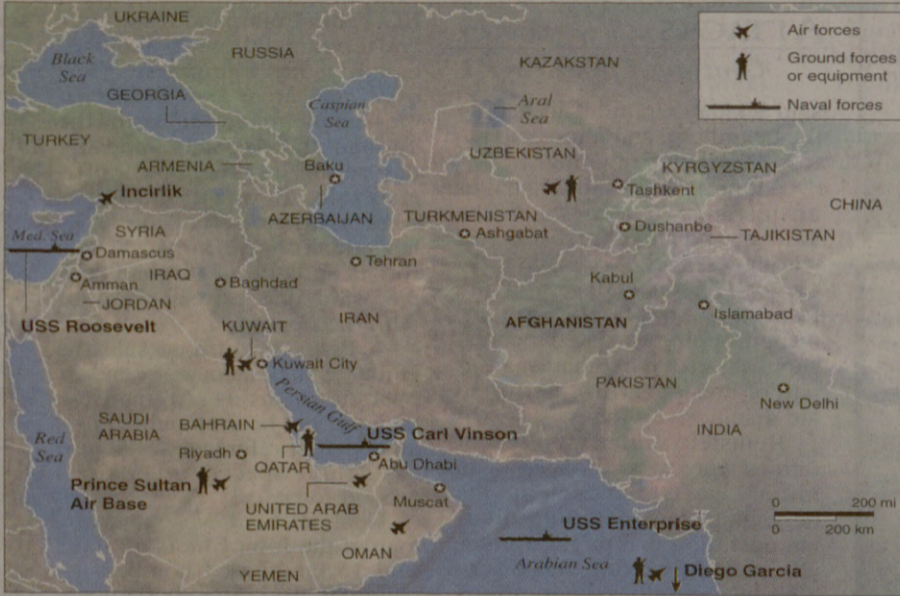 UKRAINE
Air forces
Black
Sea
RUSSIA
KAZAKSTAN
Ground forces
or equipment
GEORGIA
Caspian
Sea
Aral
Sea
Naval forces
TURKEY
ARMENIA
Baku
UZBEKISTAN
KYRGYZSTAN
Incirlik
Tashkent
AZERBAIJAN
TURKMENISTAN
CHINA
Med. Sea
SYRIA
Ashgabat
Dushanbe
TAJIKISTAN
Damascus
Tehran
IRAQ
Amman
Baghdad
Kabul
JORDAN
Islamabad
USS Roosevelt
KUWAIT
IRAN
AFGHANISTAN
Kuwait City
PAKISTAN
Persian Gulf
New Delhi
SAUDI
ARABIA
BAHRAIN
USS Carl Vinson
INDIA
Red
Sea
Riyadh
QATAR
Abu Dhabi
Prince Sultan
Air Base
Muscat
UNITED ARAB
EMIRATES
0 200 mi
0 200 km
USS Enterprise
OMAN
Arabian Sea
Diego Garcia
YEMEN